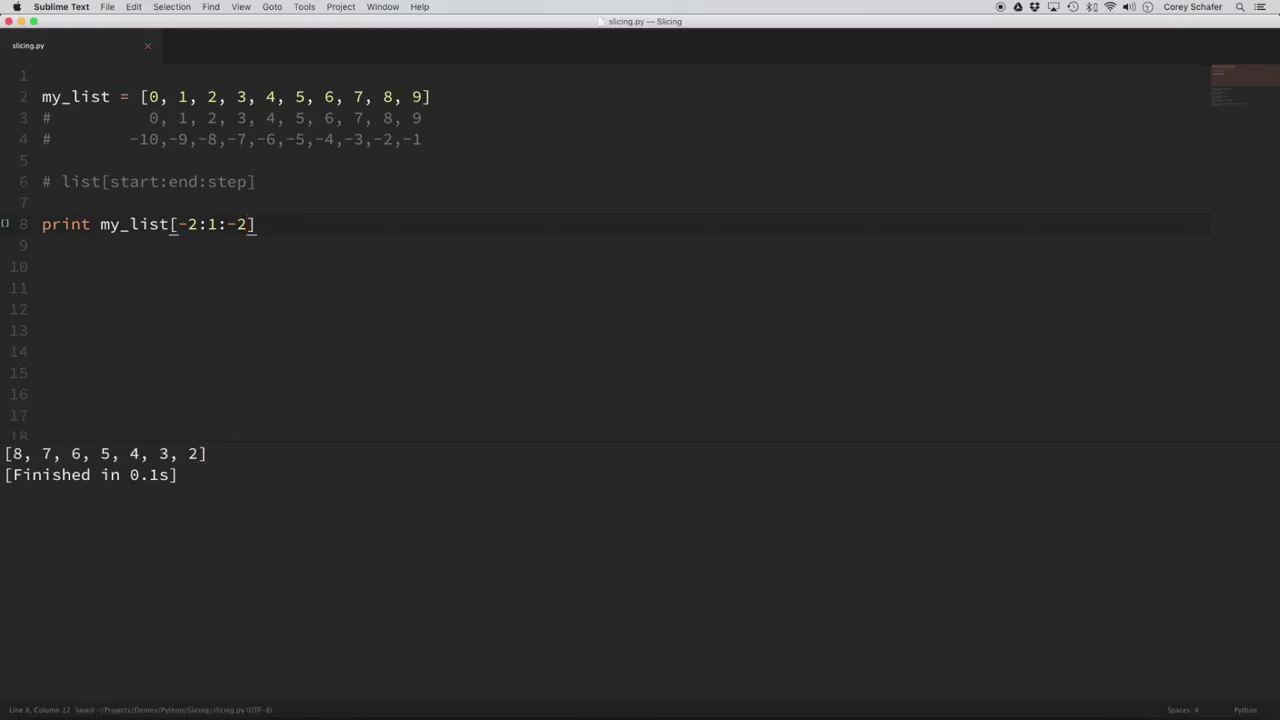 Sublime Text File Edit Selection Find View Goto Tools Project Window Help Corey Schafer
slicing.py — Slicing
slicing.py
1
2 my_list = [0, 1, 2, 3, 4, 5, 6, 7, 8, 9]
3 # 0, 1, 2, 3, 4, 5, 6, 7, 8, 9
4 # -10,-9,-8,-7,-6,-5,-4,-3,-2,-1
5
6 # list[start:end:step]
7
8 print my_list[-2:1:-2]
9
10
11
12
13
14
15
16
17
18
[8, 7, 6, 5, 4, 3, 2]
[Finished in 0.1s]
Line 8, Column 22 Saved ~/Projects/Demos/Python/Slicing/slicing.py (UTF-8) Spaces: 4 Python